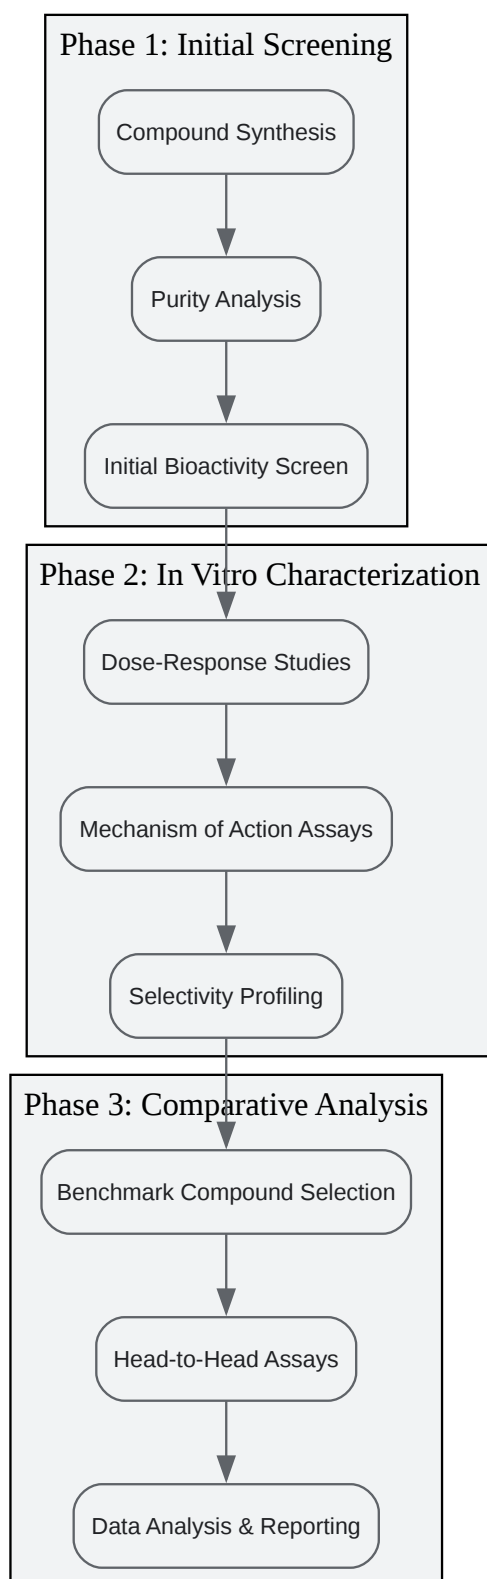 Phase 1: Initial Screening
Compound Synthesis
Purity Analysis
Initial Bioactivity Screen
Phase 2: In Vitro Characterization
Dose-Response Studies
Mechanism of Action Assays
Selectivity Profiling
Phase 3: Comparative Analysis
Benchmark Compound Selection
Head-to-Head Assays
Data Analysis & Reporting